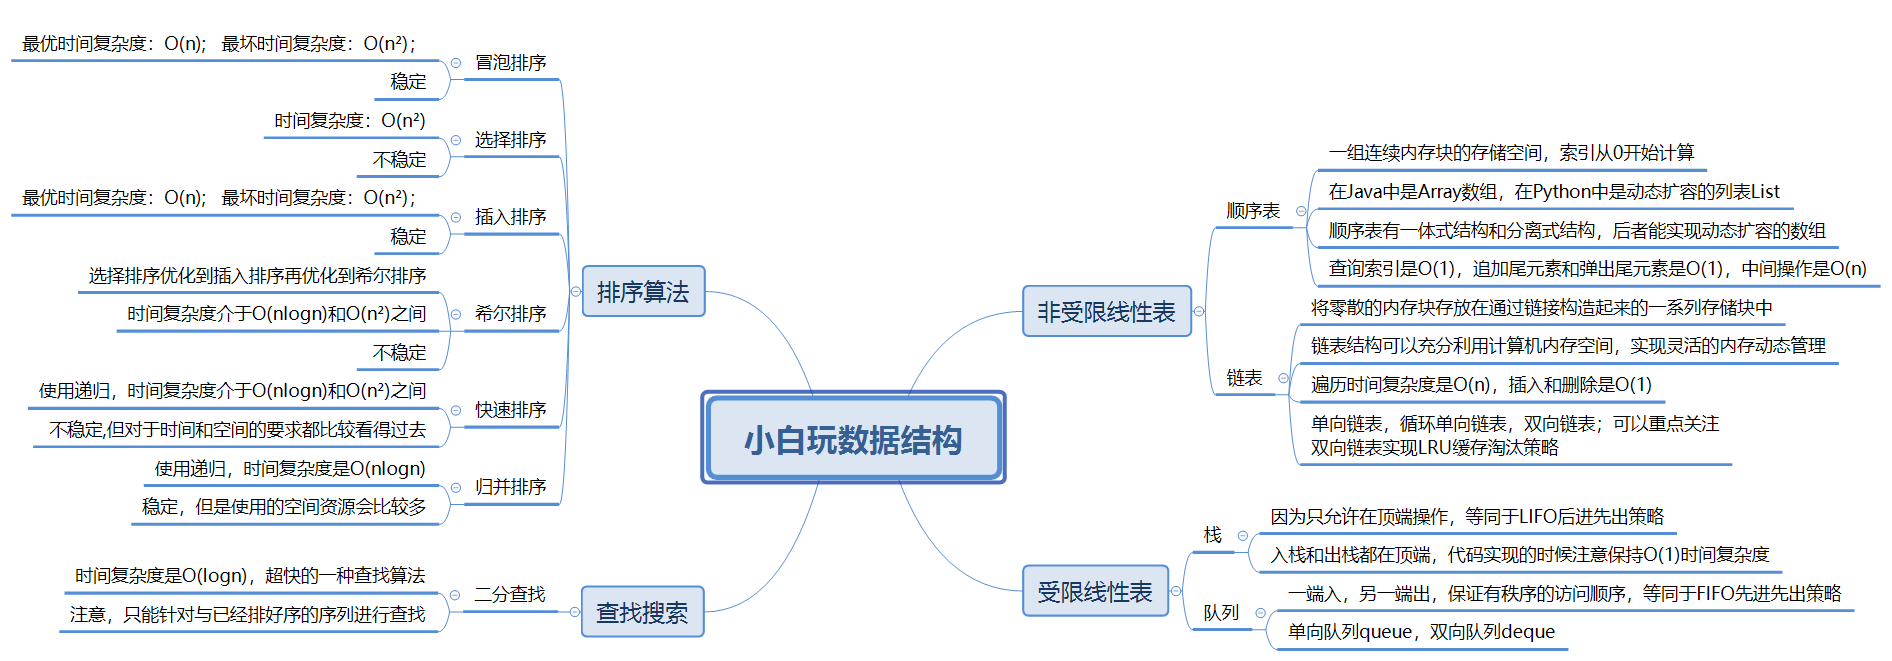 小白玩数据结构
排序算法
冒泡排序
最优时间复杂度：O(n)； 最坏时间复杂度：O(n²)；
稳定
选择排序
时间复杂度：O(n²)
不稳定
插入排序
最优时间复杂度：O(n)； 最坏时间复杂度：O(n²)；
稳定
希尔排序
选择排序优化到插入排序再优化到希尔排序
时间复杂度介于O(nlogn)和O(n²)之间
不稳定
快速排序
使用递归，时间复杂度介于O(nlogn)和O(n²)之间
不稳定,但对于时间和空间的要求都比较看得过去
归并排序
使用递归，时间复杂度是O(nlogn)
稳定，但是使用的空间资源会比较多
查找搜索
二分查找
时间复杂度是O(logn)，超快的一种查找算法
注意，只能针对与已经排好序的序列进行查找
非受限线性表
顺序表
一组连续内存块的存储空间，索引从0开始计算
在Java中是Array数组，在Python中是动态扩容的列表List
顺序表有一体式结构和分离式结构，后者能实现动态扩容的数组
查询索引是O(1)，追加尾元素和弹出尾元素是O(1)，中间操作是O(n)
链表
将零散的内存块存放在通过链接构造起来的一系列存储块中
链表结构可以充分利用计算机内存空间，实现灵活的内存动态管理
遍历时间复杂度是O(n)，插入和删除是O(1)
单向链表，循环单向链表，双向链表；可以重点关注
双向链表实现LRU缓存淘汰策略
受限线性表
栈
因为只允许在顶端操作，等同于LIFO后进先出策略
入栈和出栈都在顶端，代码实现的时候注意保持O(1)时间复杂度
队列
一端入，另一端出，保证有秩序的访问顺序，等同于FIFO先进先出策略
单向队列queue，双向队列deque